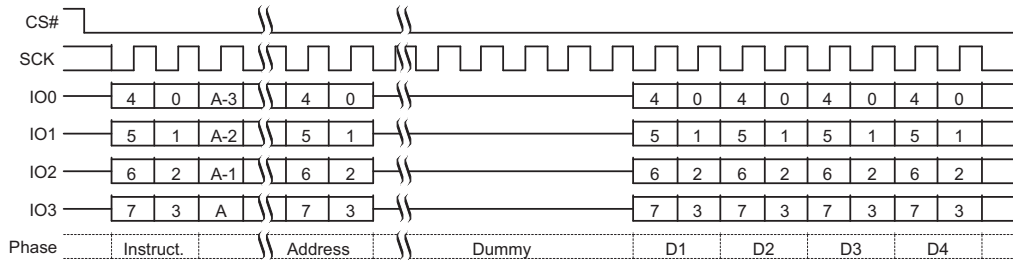 CS#
SCK
IO0 4 0 A-3 4 0 4 0 4 0 4 0 4 0
IO1 5 1 A-2 5 1 5 1 5 1 5 1 5 1
IO2 6 2 A-1 6 2 6 2 6 2 6 2 6 2
IO3 7 3 A 7 3 7 3 7 3 7 3 7 3
Phase Instruct. Address Dummy D1 D2 D3 D4